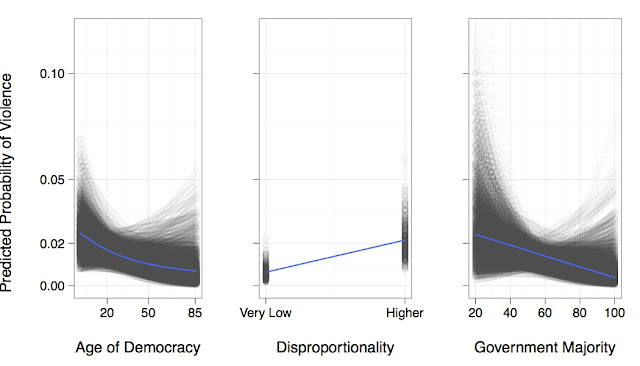 Predicted Probability of Violence
0.10
0.05
0.02
0.00
20 50 85
Very Low Higher
20 40 60 80 100
Age of Democracy
Disproportionality
Government Majority